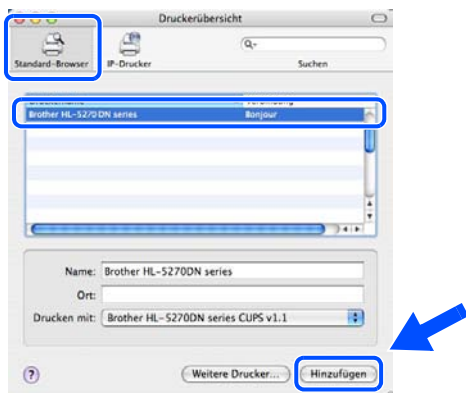 Druckerübersicht
Standard-Browser IP-Drucker Suchen
Brother HL-5270DN series Bonjour
Name: Brother HL-5270DN series
Ort:
Drucken mit: Brother HL-5270DN series CUPS v1.1
? Weitere Drucker... Hinzufügen